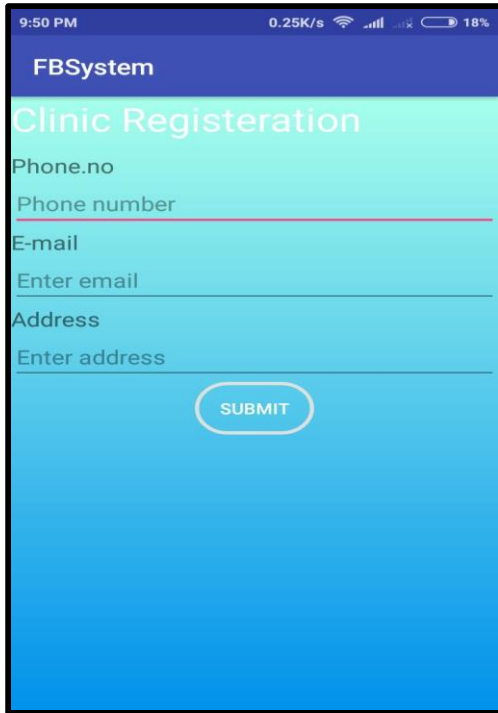 9:50 PM 0.25K/s 18%
FBSystem
Clinic Registeration
Phone.no
Phone number
E-mail
Enter email
Address
Enter address
SUBMIT